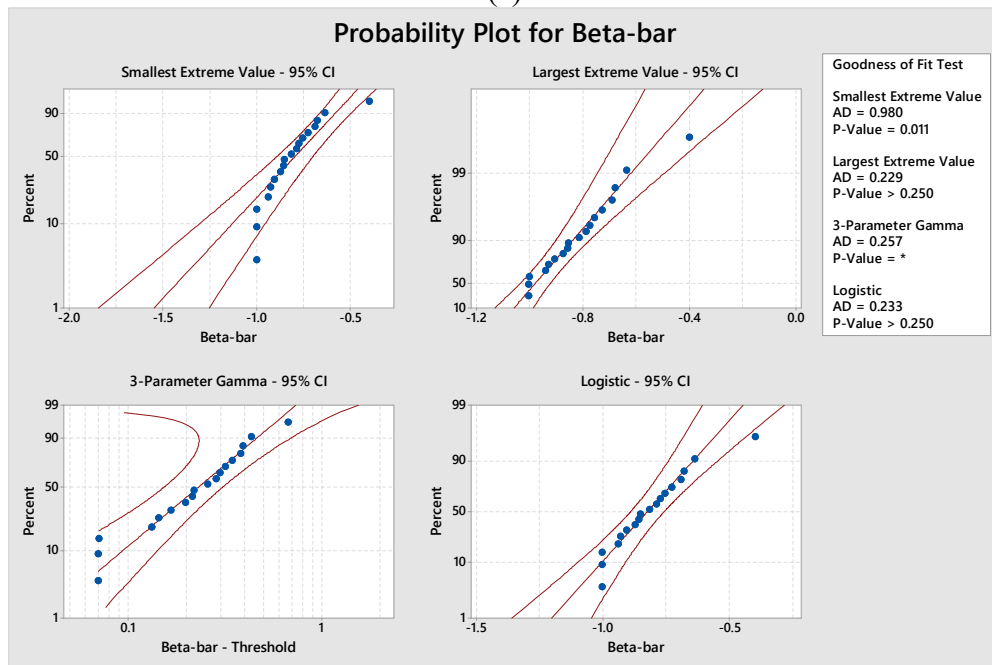 Probability Plot for Beta-bar
Smallest Extreme Value - 95% CI
Percent
90
50
10
1
-2.0 -1.5 -1.0 -0.5
Beta-bar
Largest Extreme Value - 95% CI
Percent
99
90
50
10
-1.2 -0.8 -0.4 0.0
Beta-bar
Goodness of Fit Test
Smallest Extreme Value
AD = 0.980
P-Value = 0.011
Largest Extreme Value
AD = 0.229
P-Value > 0.250
3-Parameter Gamma
AD = 0.257
P-Value = *
Logistic
AD = 0.233
P-Value > 0.250
3-Parameter Gamma - 95% CI
Percent
99
90
50
10
1
0.1 1
Beta-bar - Threshold
Logistic - 95% CI
Percent
99
90
50
10
1
-1.5 -1.0 -0.5
Beta-bar